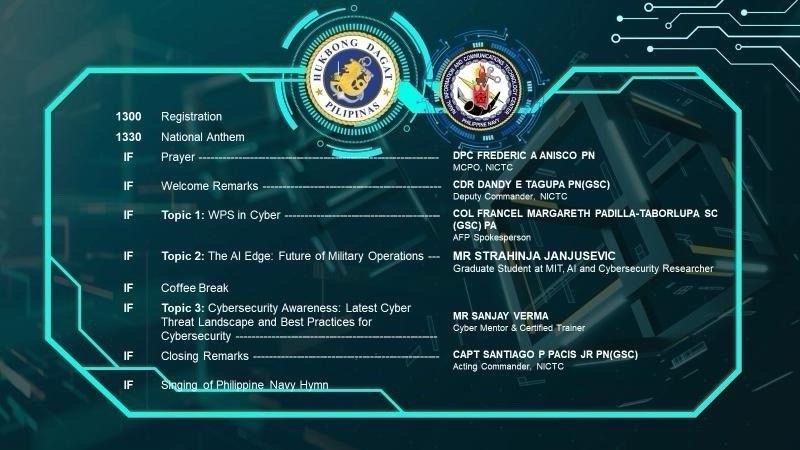 HUKBONG DAGAT
PILIPINAS
NAVAL INFORMATION AND COMMUNICATIONS TECHNOLOGY CENTER
PHILIPPINE NAVY
1300 Registration
1330 National Anthem
IF Prayer ------------------------------------------------ DPC FREDERIC A ANISCO PN
MCPO, NICTC
IF Welcome Remarks ----------------------------------- CDR DANDY E TAGUPA PN(GSC)
Deputy Commander, NICTC
IF Topic 1: WPS in Cyber ------------------------------- COL FRANCEL MARGARETH PADILLA-TABORLUPA SC
(GSC) PA
AFP Spokesperson
IF Topic 2: The AI Edge: Future of Military Operations --- MR STRAHINJA JANJUSEVIC
Graduate Student at MIT, AI and Cybersecurity Researcher
IF Coffee Break
IF Topic 3: Cybersecurity Awareness: Latest Cyber
Threat Landscape and Best Practices for
Cybersecurity ---------------------------------------- MR SANJAY VERMA
Cyber Mentor & Certified Trainer
IF Closing Remarks ------------------------------------- CAPT SANTIAGO P PACIS JR PN(GSC)
Acting Commander, NICTC
IF Singing of Philippine Navy Hymn